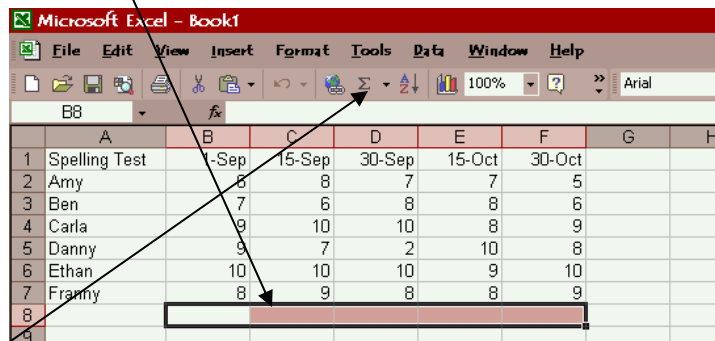 Microsoft Excel - Book1
File Edit View Insert Format Tools Data Window Help
100% Arial
B8 fx
A B C D E F G H
1 Spelling Test 1-Sep 15-Sep 30-Sep 15-Oct 30-Oct
2 Amy 8 7 7 5
3 Ben 7 6 8 8 6
4 Carla 9 10 10 8 9
5 Danny 9 7 2 10 8
6 Ethan 10 10 10 9 10
7 Franny 8 9 8 8 9
8
9